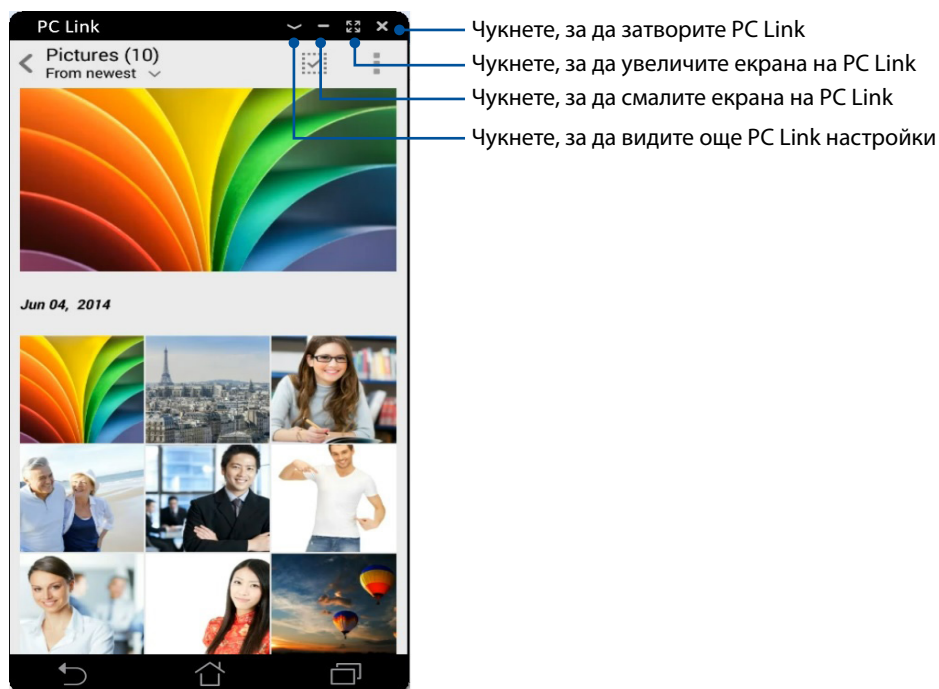 PC Link
Чукнете, за да затворите PC Link
Pictures (10)
From newest
Чукнете, за да увеличите екрана на PC Link
Чукнете, за да смалите екрана на PC Link
Чукнете, за да видите още PC Link настройки
Jun 04, 2014